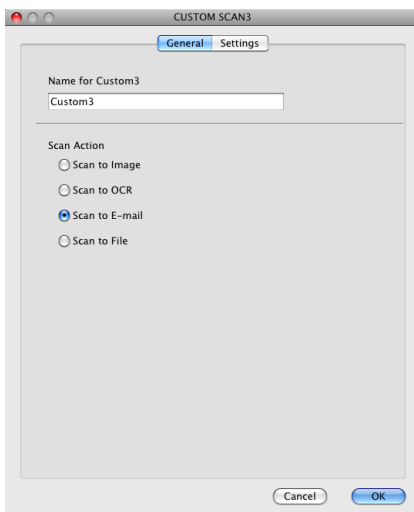 CUSTOM SCAN3
General Settings
Name for Custom3
Custom3
Scan Action
Scan to Image
Scan to OCR
Scan to E-mail
Scan to File
Cancel OK